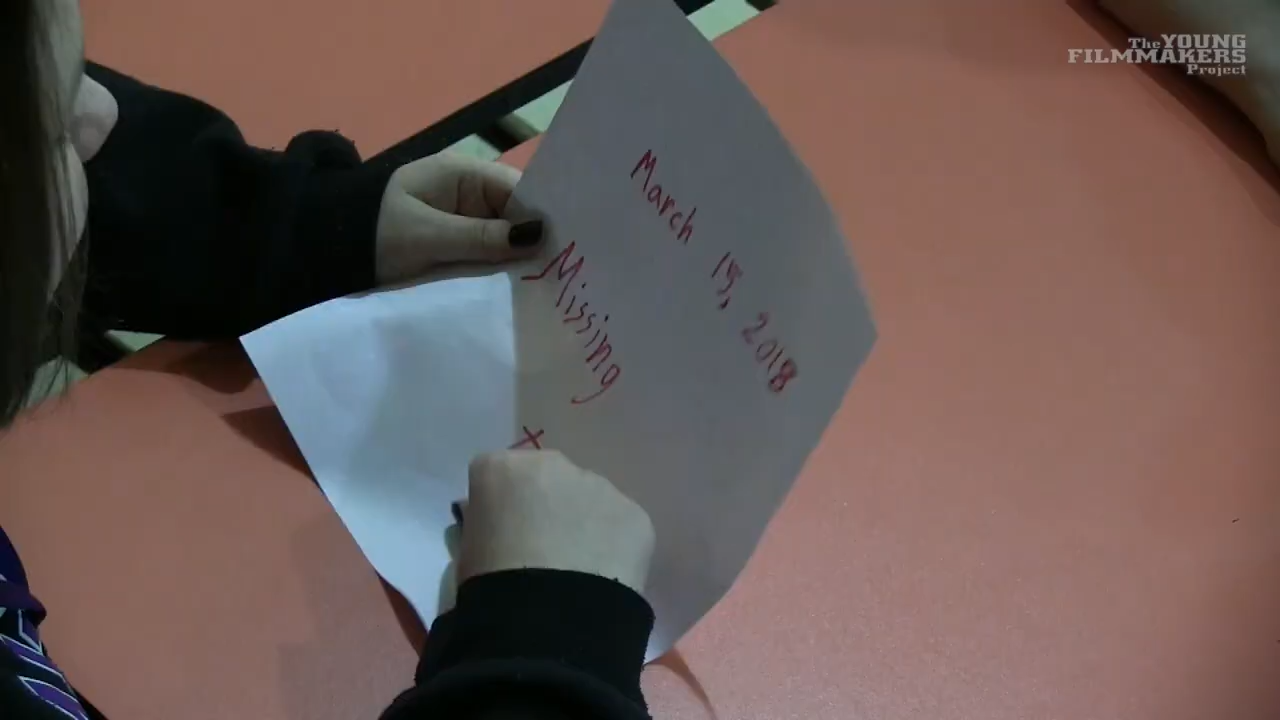 The YOUNG
FILMMAKERS
Project
March 15, 2018
Missing